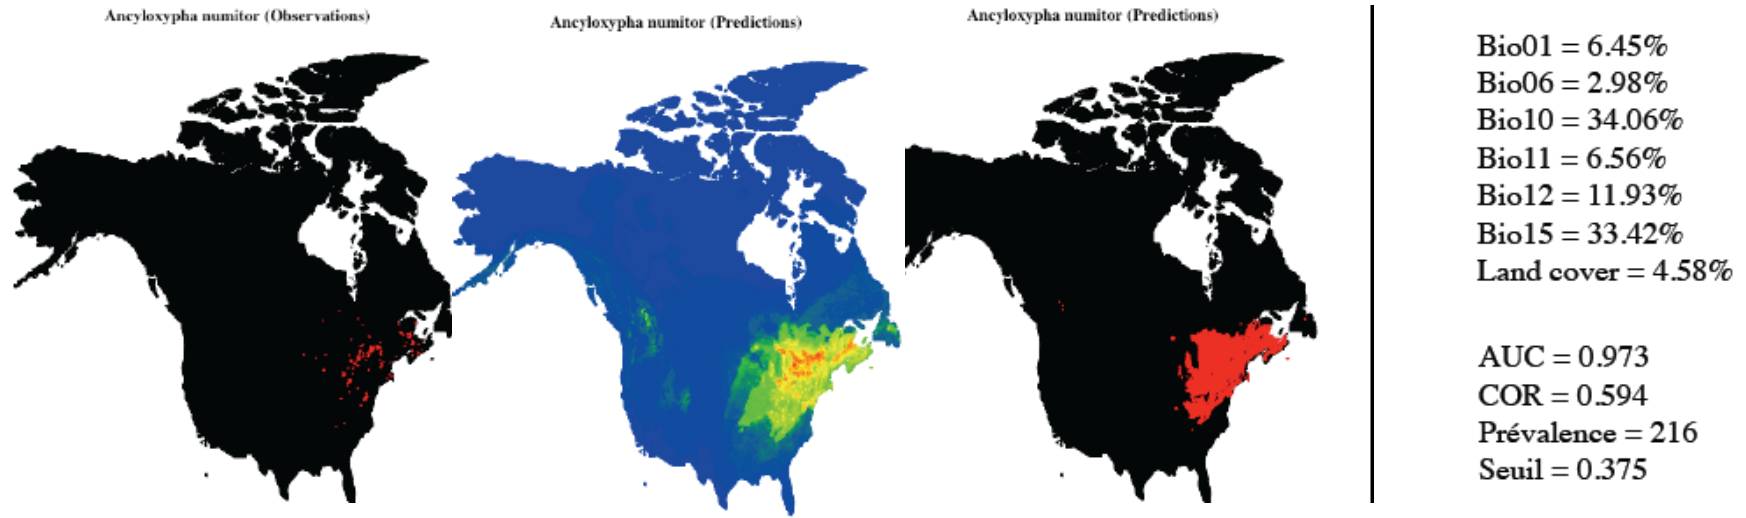 Ancyloxypha numitor (Observations)
Ancyloxypha numitor (Predictions)
Ancyloxypha numitor (Predictions)
Bio01 = 6.45%
Bio06 = 2.98%
Bio10 = 34.06%
Bio11 = 6.56%
Bio12 = 11.93%
Bio15 = 33.42%
Land cover = 4.58%
AUC = 0.973
COR = 0.594
Prévalence = 216
Seuil = 0.375